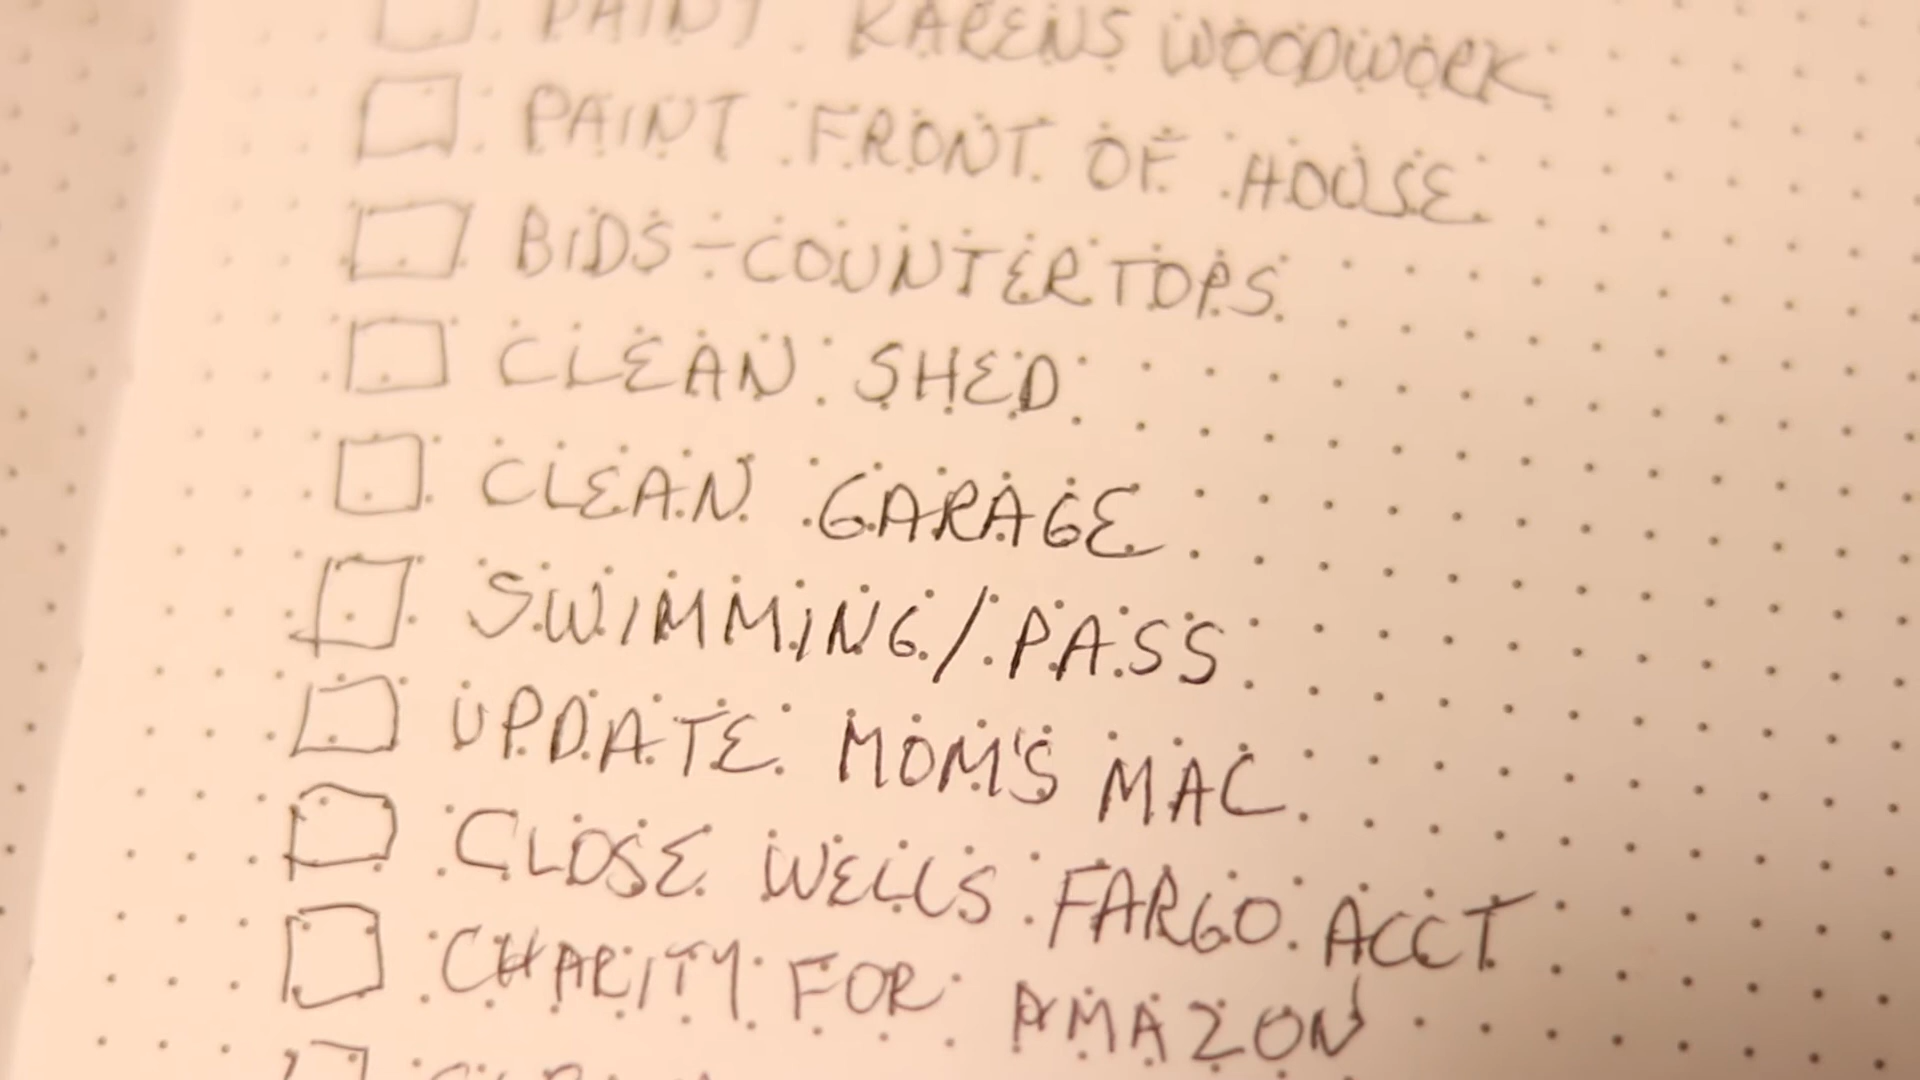 PAINT KARENS WOODWORK
PAINT FRONT OF HOUSE
BIDS-COUNTERTOPS
CLEAN SHED
CLEAN GARAGE
SWIMMING/PASS
UPDATE MOM'S MAC
CLOSE WELLS FARGO ACCT
CHARITY FOR AMAZON